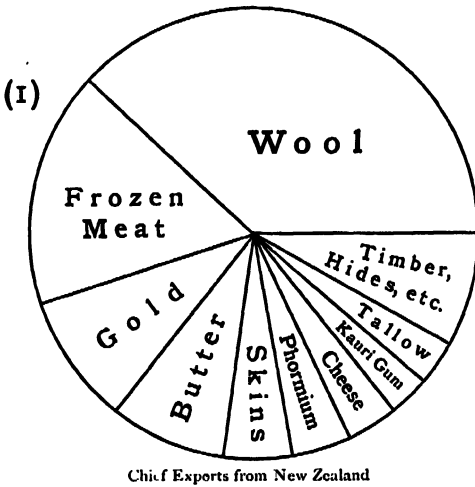 (1)
Wool
Frozen
Meat
Gold
Butter
Skins
Phormium
Cheese
Kauri Gum
Tallow
Timber,
Hides, etc.
Chief Exports from New Zealand